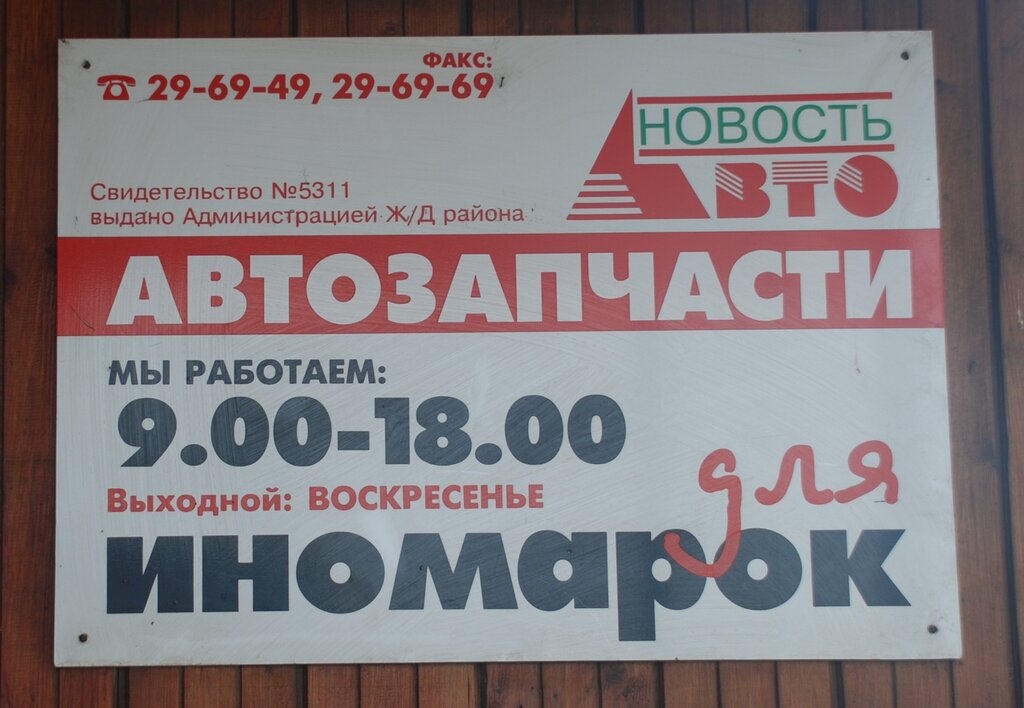 ФАКС:
☎ 29-69-49, 29-69-69
НОВОСТЬ
АВТО
Свидетельство №5311
выдано Администрацией Ж/Д района
АВТОЗАПЧАСТИ
МЫ РАБОТАЕМ:
9.00-18.00
Выходной: ВОСКРЕСЕНЬЕ
для
иномарок